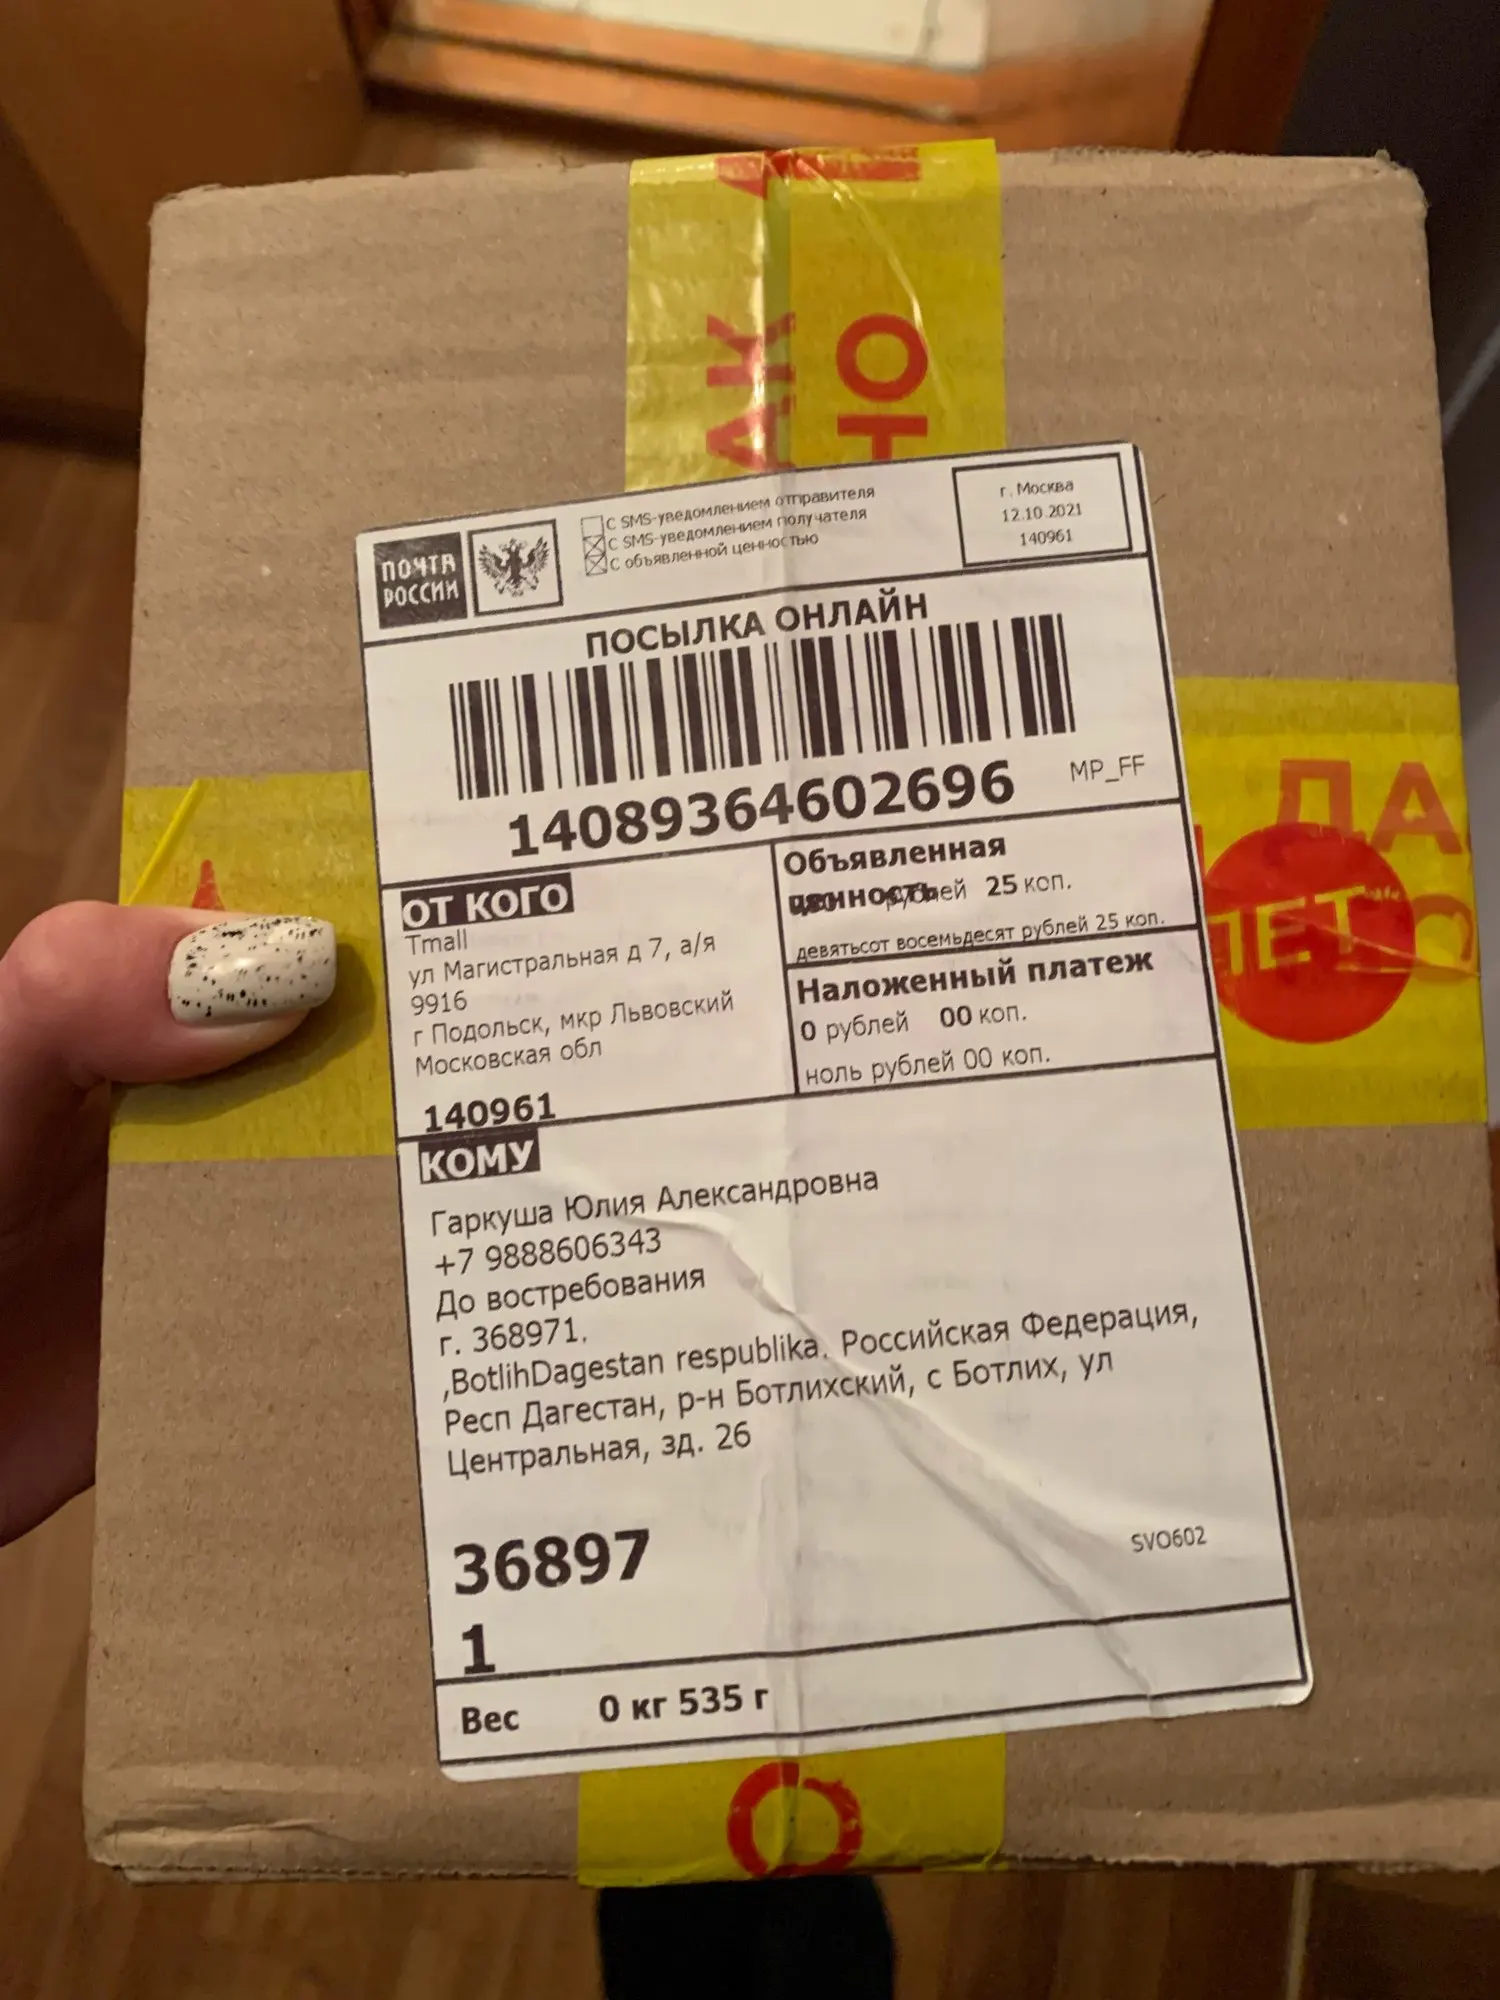 ПОЧТА
РОССИИ
С SMS-уведомлением отправителя
С SMS-уведомлением получателя
С объявленной ценностью
г. Москва
12.10.2021
140961
ПОСЫЛКА ОНЛАЙН
14089364602696
MP_FF
ОТ КОГО
Tmall
ул Магистральная д 7, а/я
9916
г Подольск, мкр Львовский
Московская обл
140961
Объявленная
ценность
рублей 25 коп.
девятьсот восемьдесят рублей 25 коп.
Наложенный платеж
0 рублей 00 коп.
ноль рублей 00 коп.
КОМУ
Гаркуша Юлия Александровна
+7 9888606343
До востребования
г. 368971.
,BotlihDagestan respublika. Российская Федерация,
Респ Дагестан, р-н Ботлихский, с Ботлих, ул
Центральная, зд. 26
36897
1
SVO602
Вес 0 кг 535 г